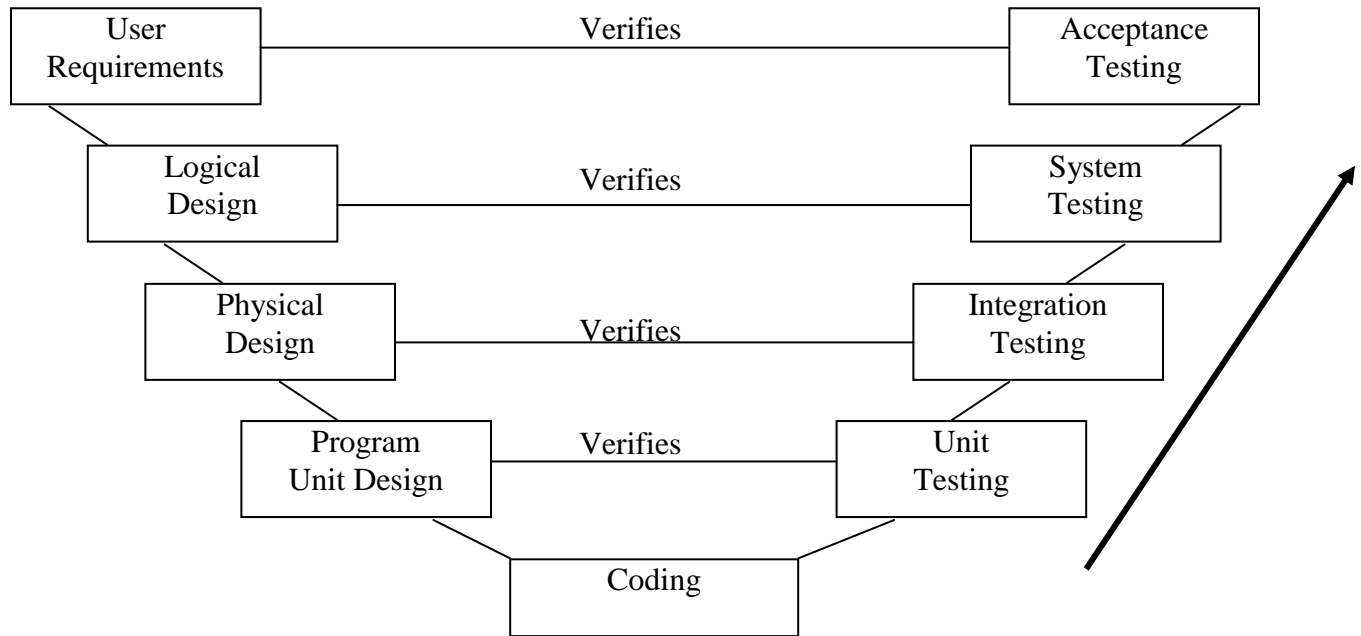 User
Requirements
Verifies
Acceptance
Testing
Logical
Design
Verifies
System
Testing
Physical
Design
Verifies
Integration
Testing
Program
Unit Design
Verifies
Unit
Testing
Coding